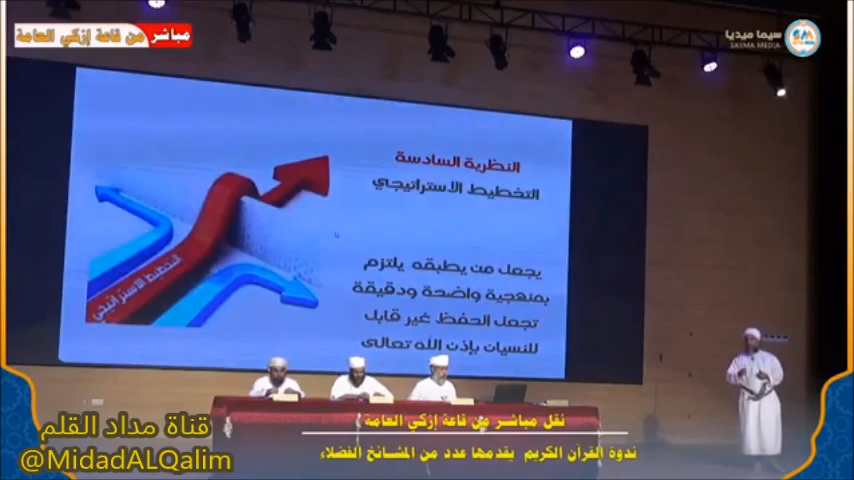 مباشر من قاعة إزكي العامة
سيما ميديا
SAYMA MEDIA
النظرية السادسة
التخطيط الاستراتيجي
يجعل من يطبقه يلتزم
بمنهجية واضحة ودقيقة
تجعل الحفظ غير قابل
للنسيان بإذن الله تعالى
التخطيط الاستراتيجي
نقل مباشر من قاعة إزكي العامة
ندوة القرآن الكريم يقدمها عدد من المشائخ الفضلاء
قناة مداد القلم
@MidadALQalim